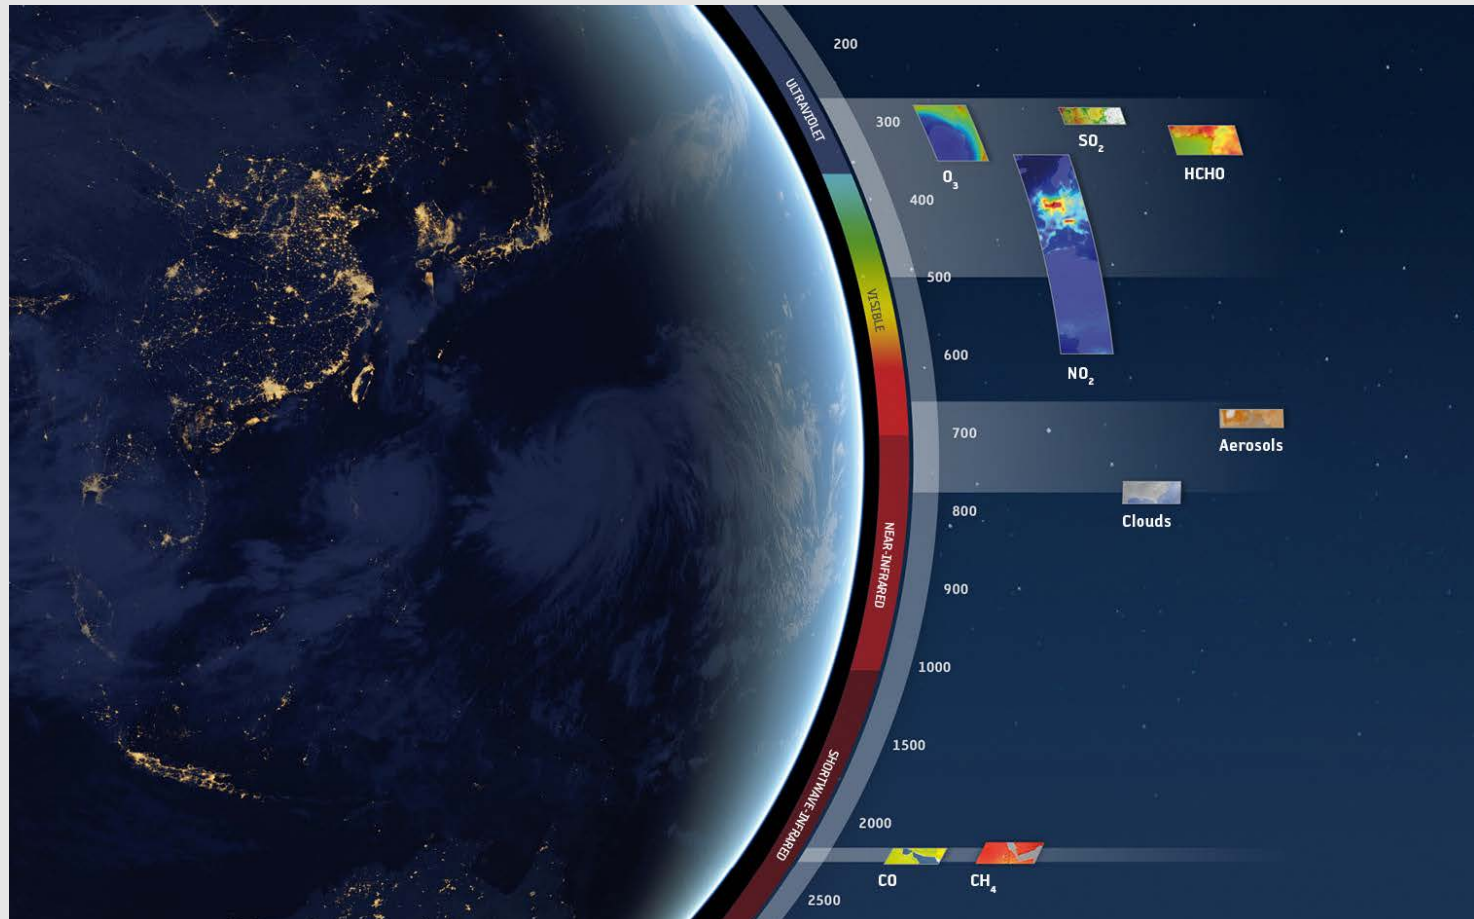 200
ULTRAVIOLET
300
SO₂
O₃
HCHO
400
500
VISIBLE
600
NO₂
700
Aerosols
800
Clouds
NEAR-INFRARED
900
1000
1500
SHORTWAVE-INFRARED
2000
CO
CH₄
2500